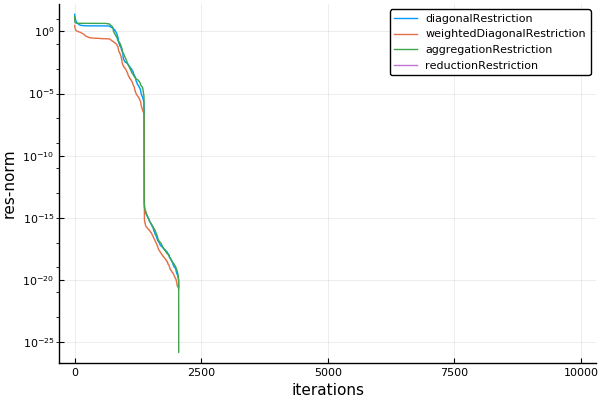 diagonalRestriction
weightedDiagonalRestriction
aggregationRestriction
reductionRestriction
10⁰
10⁻⁵
10⁻¹⁰
10⁻¹⁵
10⁻²⁰
10⁻²⁵
res-norm
0 2500 5000 7500 10000
iterations